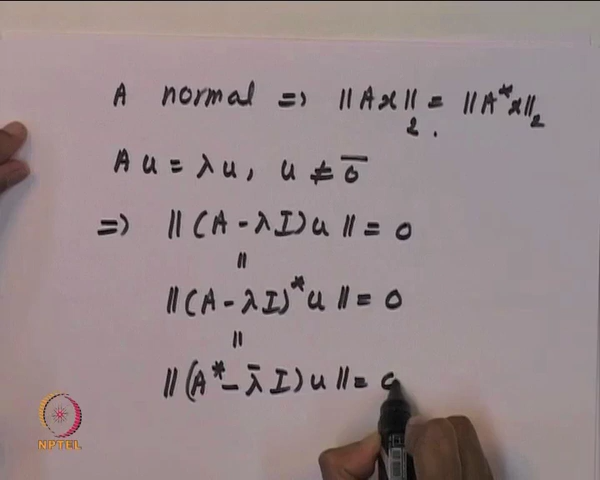 A normal => ||Ax||₂ = ||A*x||₂.
Au = λu, u ≠ 0̅
=> ||(A - λI)u|| = 0
||
||(A - λI)*u|| = 0
||
||(A* - λ̅I)u|| = 0
NPTEL